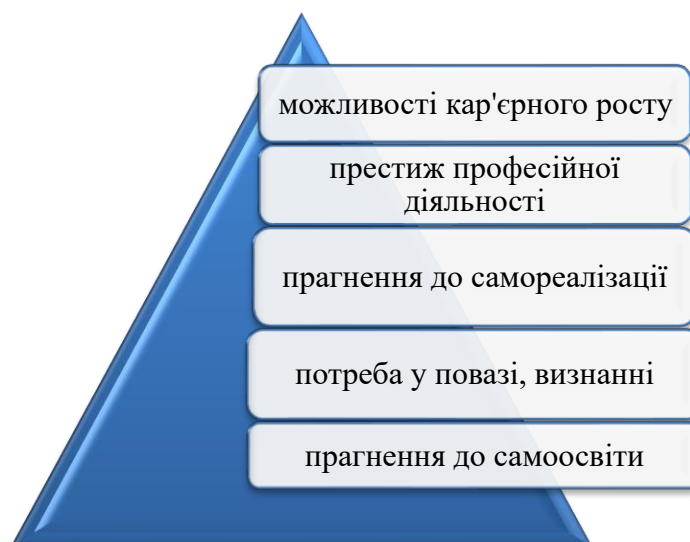 можливості кар'єрного росту
престиж професійної
діяльності
прагнення до самореалізації
потреба у повазі, визнанні
прагнення до самоосвіти